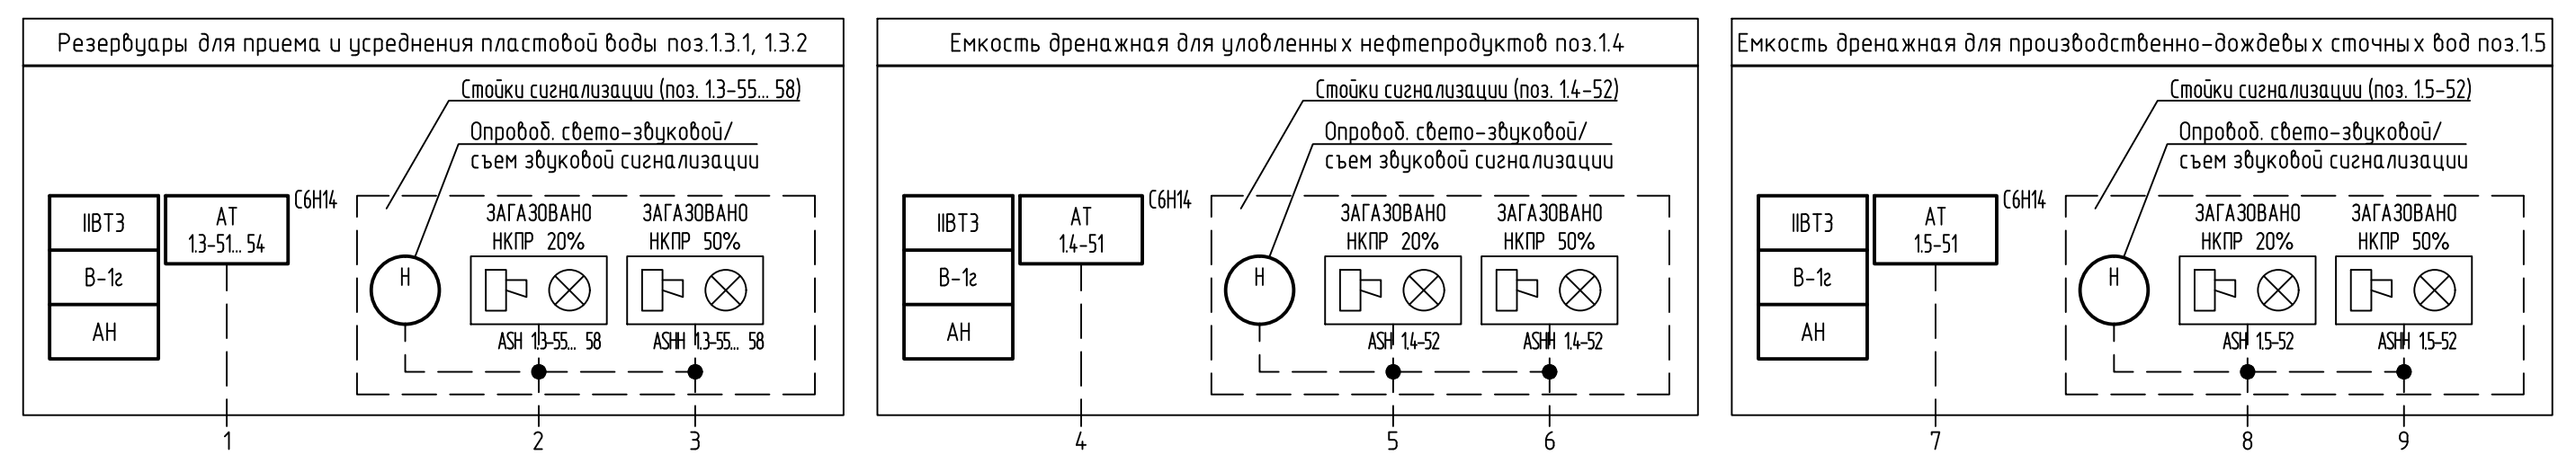 Резервуары для приема и усреднения пластовой воды поз.1.3.1, 1.3.2
Стойки сигнализации (поз. 1.3-55... 58)
Опробов. свето-звуковой/
съем звуковой сигнализации
IIВТ3
В-1г
АН
АТ
1.3-51... 54
C6H14
Н
ЗАГАЗОВАНО
НКПР 20%
ASH 1.3-55... 58
ЗАГАЗОВАНО
НКПР 50%
ASHH 1.3-55... 58
1
2
3
Емкость дренажная для уловленных нефтепродуктов поз.1.4
Стойки сигнализации (поз. 1.4-52)
Опробов. свето-звуковой/
съем звуковой сигнализации
IIВТ3
В-1г
АН
АТ
1.4-51
C6H14
Н
ЗАГАЗОВАНО
НКПР 20%
ASH 1.4-52
ЗАГАЗОВАНО
НКПР 50%
ASHH 1.4-52
4
5
6
Емкость дренажная для производственно-дождевых сточных вод поз.1.5
Стойки сигнализации (поз. 1.5-52)
Опробов. свето-звуковой/
съем звуковой сигнализации
IIВТ3
В-1г
АН
АТ
1.5-51
C6H14
Н
ЗАГАЗОВАНО
НКПР 20%
ASH 1.5-52
ЗАГАЗОВАНО
НКПР 50%
ASHH 1.5-52
7
8
9